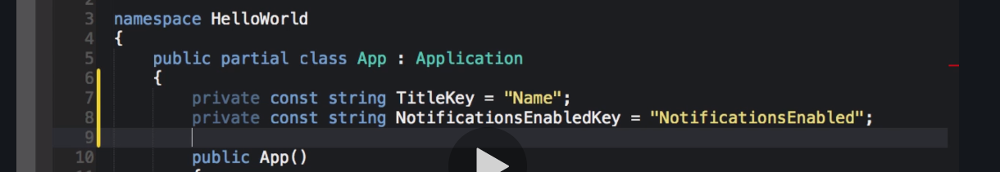 3 namespace HelloWorld
4 {
5 public partial class App : Application
6 {
7 private const string TitleKey = "Name";
8 private const string NotificationsEnabledKey = "NotificationsEnabled";
9
10 public App()